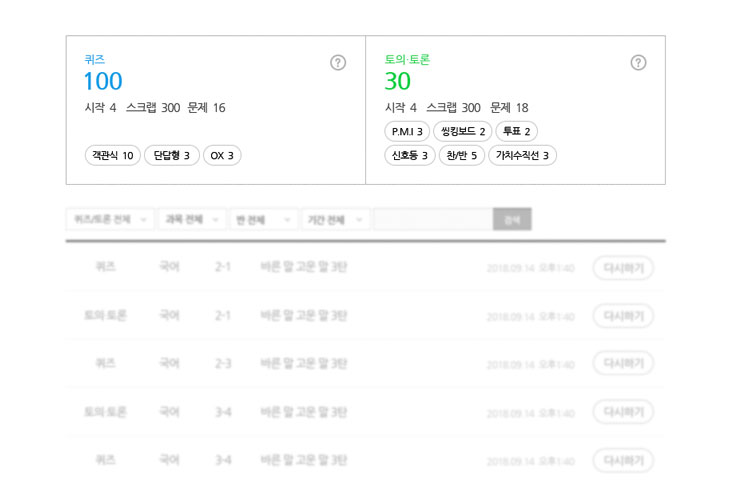 퀴즈
100
시작 4 스크랩 300 문제 16
객관식 10 단답형 3 OX 3
토의·토론
30
시작 4 스크랩 300 문제 18
P.M.I 3 씽킹보드 2 투표 2
신호등 3 찬/반 5 가치수직선 3
퀴즈/토론 전체 과목 전체 반 전체 기간 전체 검색
퀴즈 국어 2-1 바른 말 고운 말 3탄 2018.09.14 오후1:40 다시하기
토의·토론 국어 2-1 바른 말 고운 말 3탄 2018.09.14 오후1:40 다시하기
퀴즈 국어 2-3 바른 말 고운 말 3탄 2018.09.14 오후1:40 다시하기
토의·토론 국어 3-4 바른 말 고운 말 3탄 2018.09.14 오후1:40 다시하기
퀴즈 국어 3-4 바른 말 고운 말 3탄 2018.09.14 오후1:40 다시하기